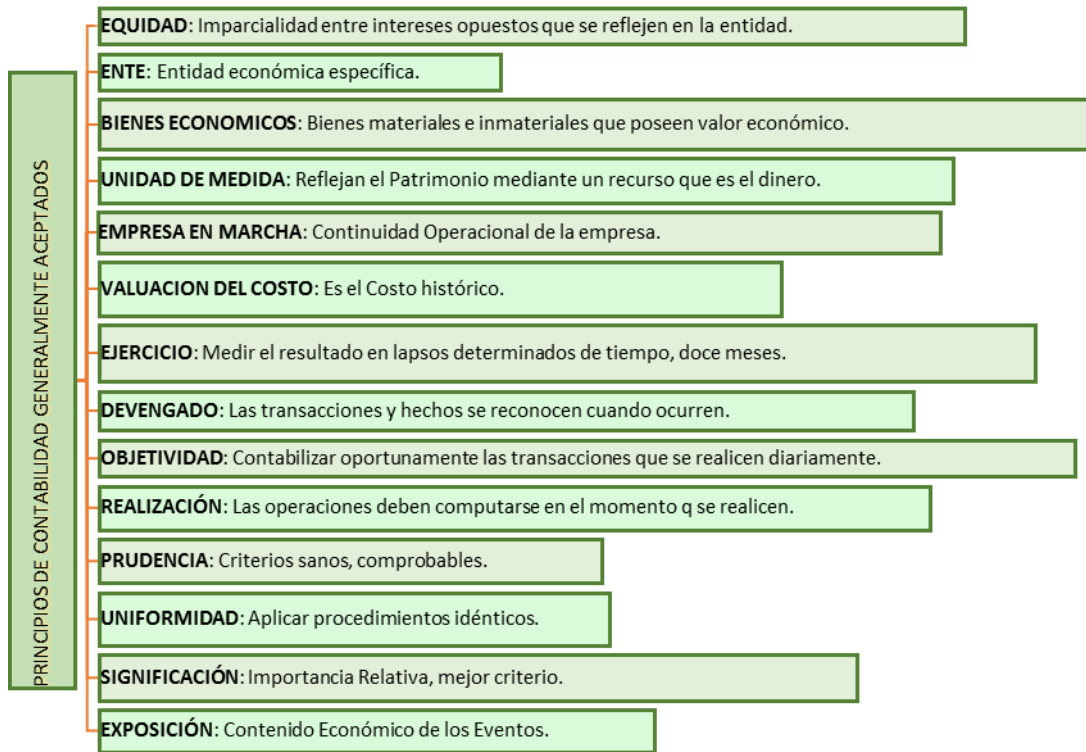 PRINCIPIOS DE CONTABILIDAD GENERALMENTE ACEPTADOS
EQUIDAD: Imparcialidad entre intereses opuestos que se reflejen en la entidad.
ENTE: Entidad económica específica.
BIENES ECONOMICOS: Bienes materiales e inmateriales que poseen valor económico.
UNIDAD DE MEDIDA: Reflejan el Patrimonio mediante un recurso que es el dinero.
EMPRESA EN MARCHA: Continuidad Operacional de la empresa.
VALUACION DEL COSTO: Es el Costo histórico.
EJERCICIO: Medir el resultado en lapsos determinados de tiempo, doce meses.
DEVENGADO: Las transacciones y hechos se reconocen cuando ocurren.
OBJETIVIDAD: Contabilizar oportunamente las transacciones que se realicen diariamente.
REALIZACIÓN: Las operaciones deben computarse en el momento q se realicen.
PRUDENCIA: Criterios sanos, comprobables.
UNIFORMIDAD: Aplicar procedimientos idénticos.
SIGNIFICACIÓN: Importancia Relativa, mejor criterio.
EXPOSICIÓN: Contenido Económico de los Eventos.